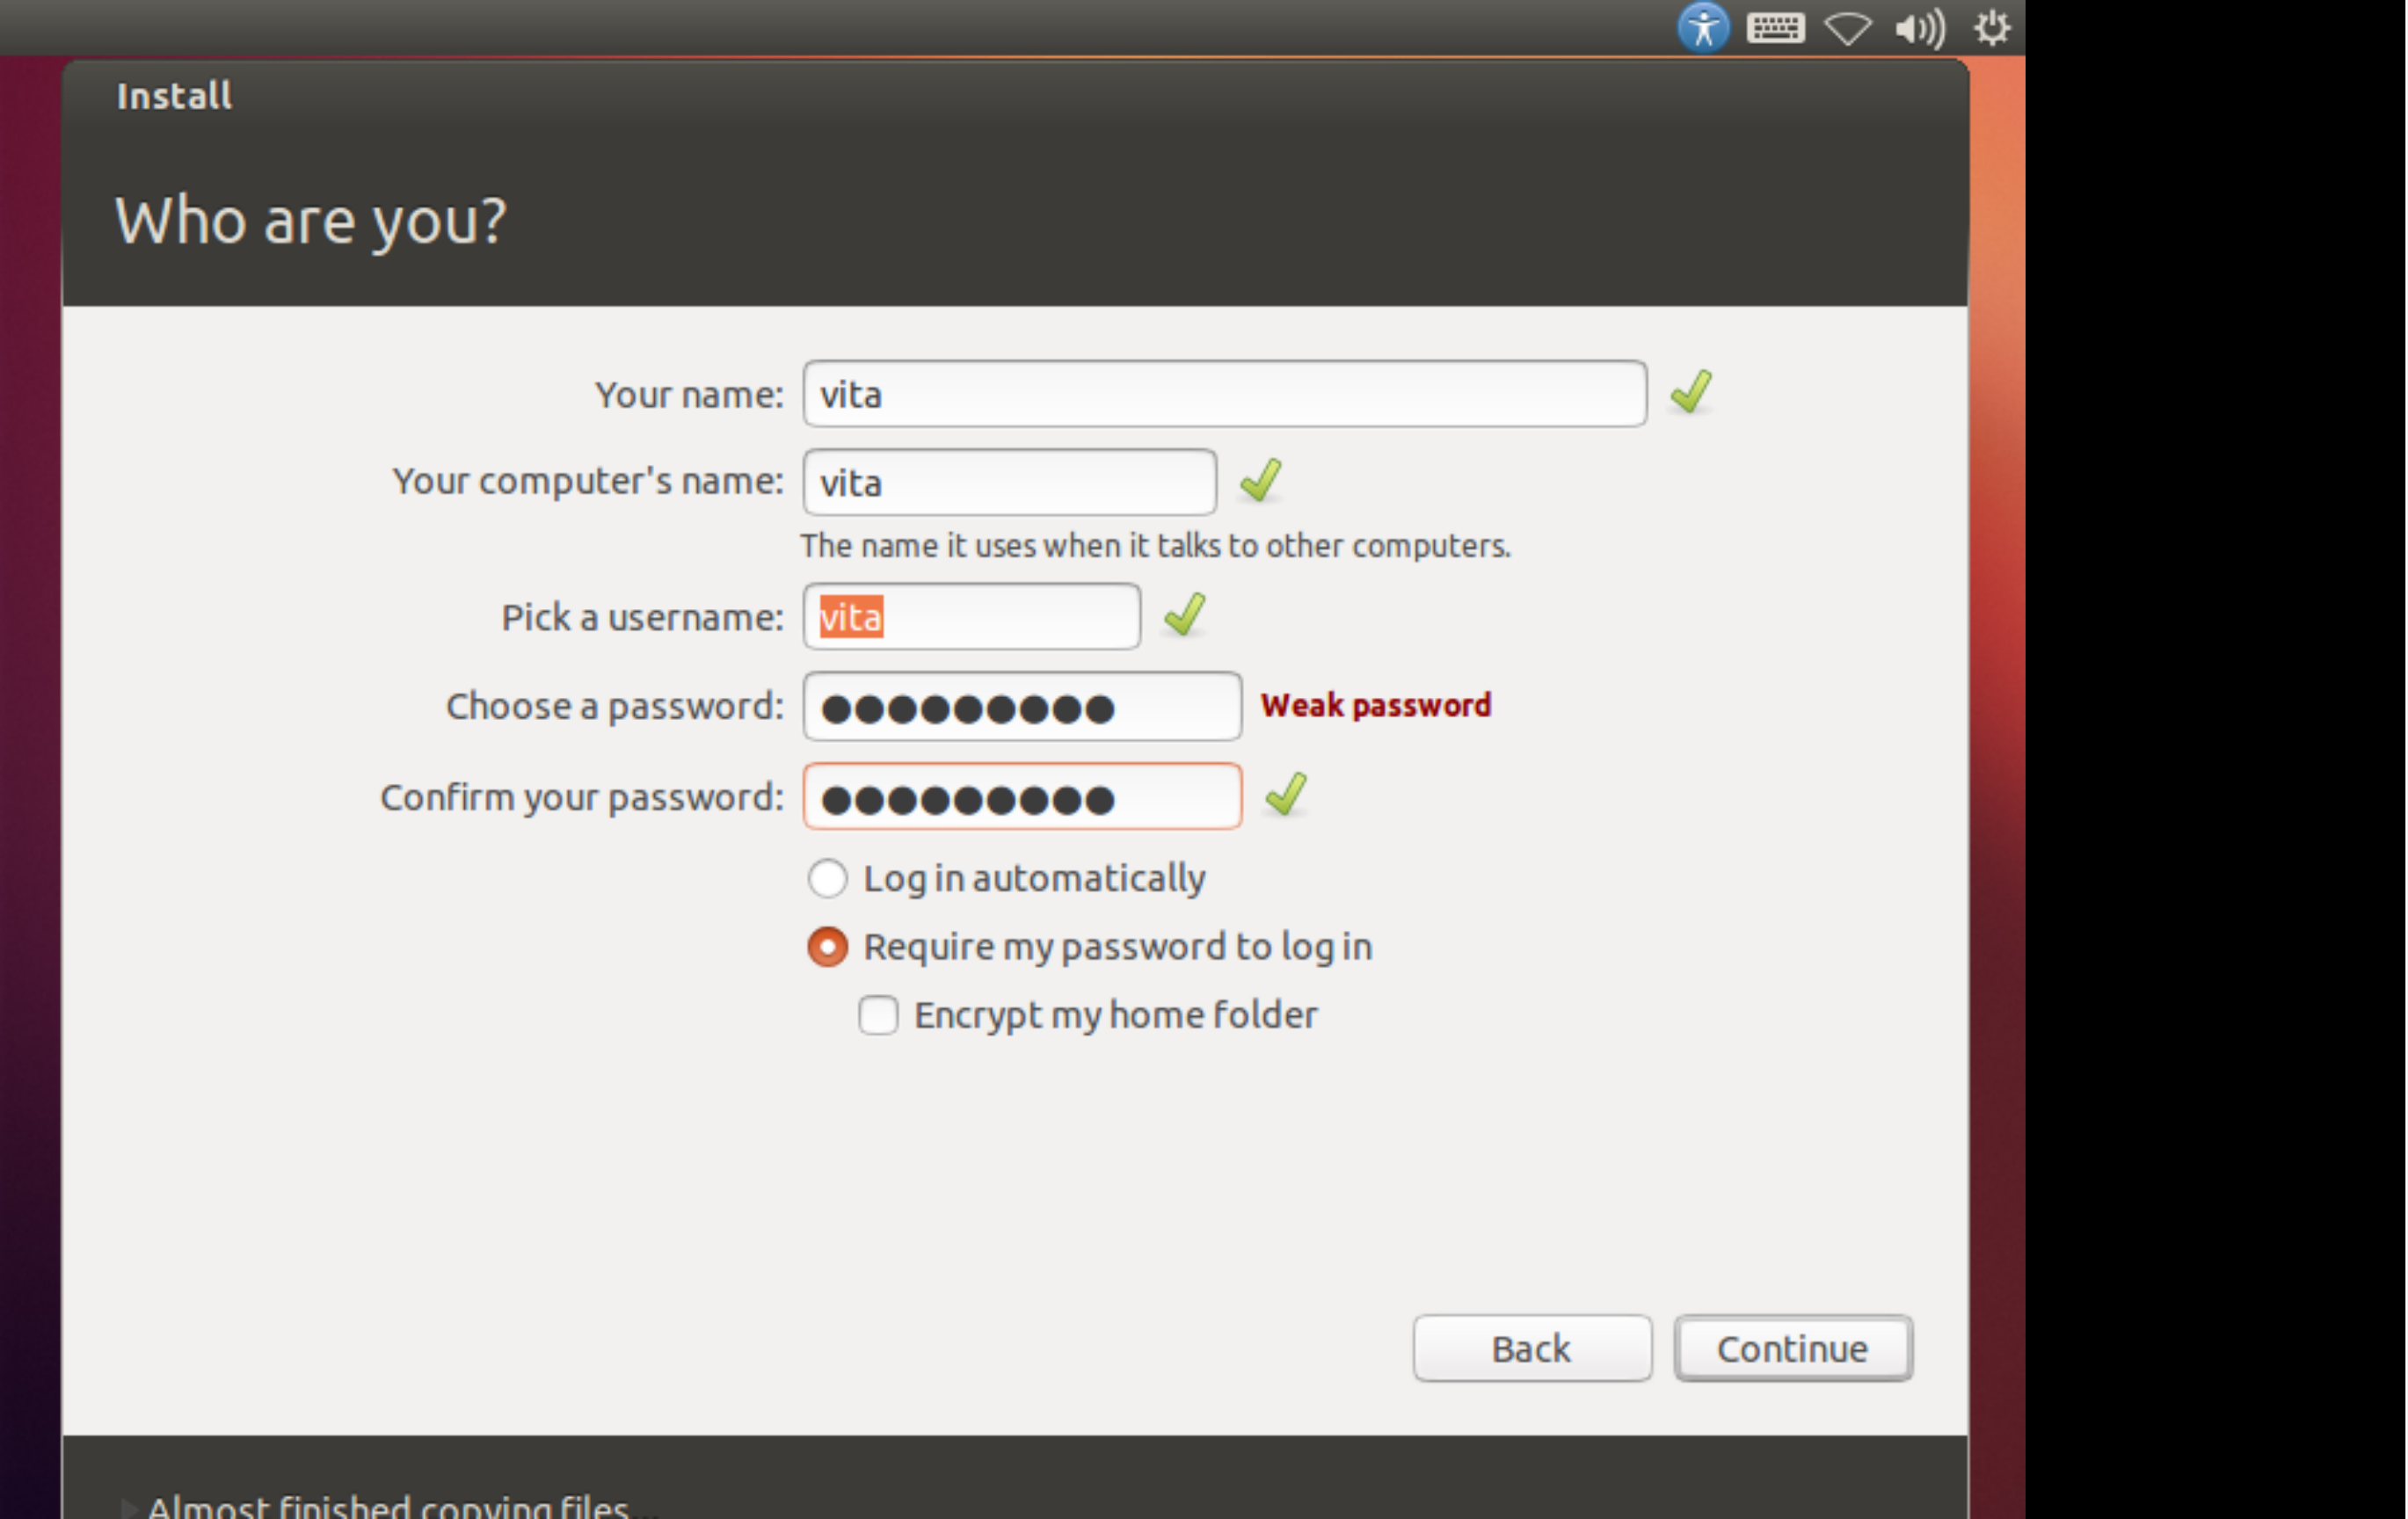 Install
Who are you?
Your name: vita
Your computer's name: vita
The name it uses when it talks to other computers.
Pick a username: vita
Choose a password: ●●●●●●●●● Weak password
Confirm your password: ●●●●●●●●●
Log in automatically
Require my password to log in
Encrypt my home folder
Back Continue
Almost finished copying files...